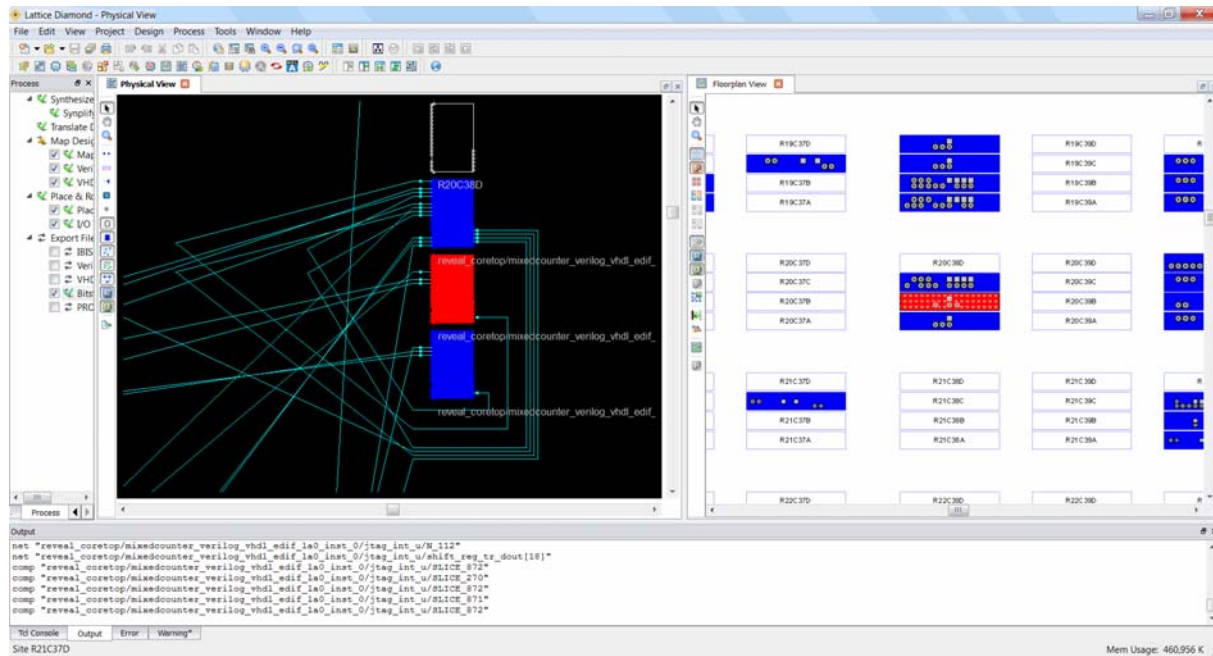 Lattice Diamond - Physical View
File Edit View Project Design Process Tools Window Help
Process
Physical View
Floorplan View
Synthesize
Synplify
Translate D
Map Desig
Map
Veri
VHD
Place & Ro
Plac
I/O
Export File
IBIS
Veri
VHD
Bits
PRO
Process
R20C38D
reveal_coretop/mixedcounter_verilog_vhdl_edif_
reveal_coretop/mixedcounter_verilog_vhdl_edif_
reveal_coretop/mixedcounter_verilog_vhdl_edif_
R19C37D R19C39D R
R19C39C
R19C37B R19C39B
R19C37A R19C39A
R20C37D R20C38D R20C39D
R20C37C R20C39C
R20C37B R20C39B
R20C37A R20C39A
R21C37D R21C38D R21C39D R
R21C38C R21C39C
R21C37B R21C38B R21C39B
R21C37A R21C38A R21C39A
R22C37D R22C38D R22C39D R
Output
net "reveal_coretop/mixedcounter_verilog_vhdl_edif_la0_inst_0/jtag_int_u/N_112"
net "reveal_coretop/mixedcounter_verilog_vhdl_edif_la0_inst_0/jtag_int_u/shift_reg_tr_dout[18]"
comp "reveal_coretop/mixedcounter_verilog_vhdl_edif_la0_inst_0/jtag_int_u/SLICE_872"
comp "reveal_coretop/mixedcounter_verilog_vhdl_edif_la0_inst_0/jtag_int_u/SLICE_270"
comp "reveal_coretop/mixedcounter_verilog_vhdl_edif_la0_inst_0/jtag_int_u/SLICE_872"
comp "reveal_coretop/mixedcounter_verilog_vhdl_edif_la0_inst_0/jtag_int_u/SLICE_871"
comp "reveal_coretop/mixedcounter_verilog_vhdl_edif_la0_inst_0/jtag_int_u/SLICE_872"
Tcl Console Output Error Warning*
Site R21C37D
Mem Usage: 460,956 K